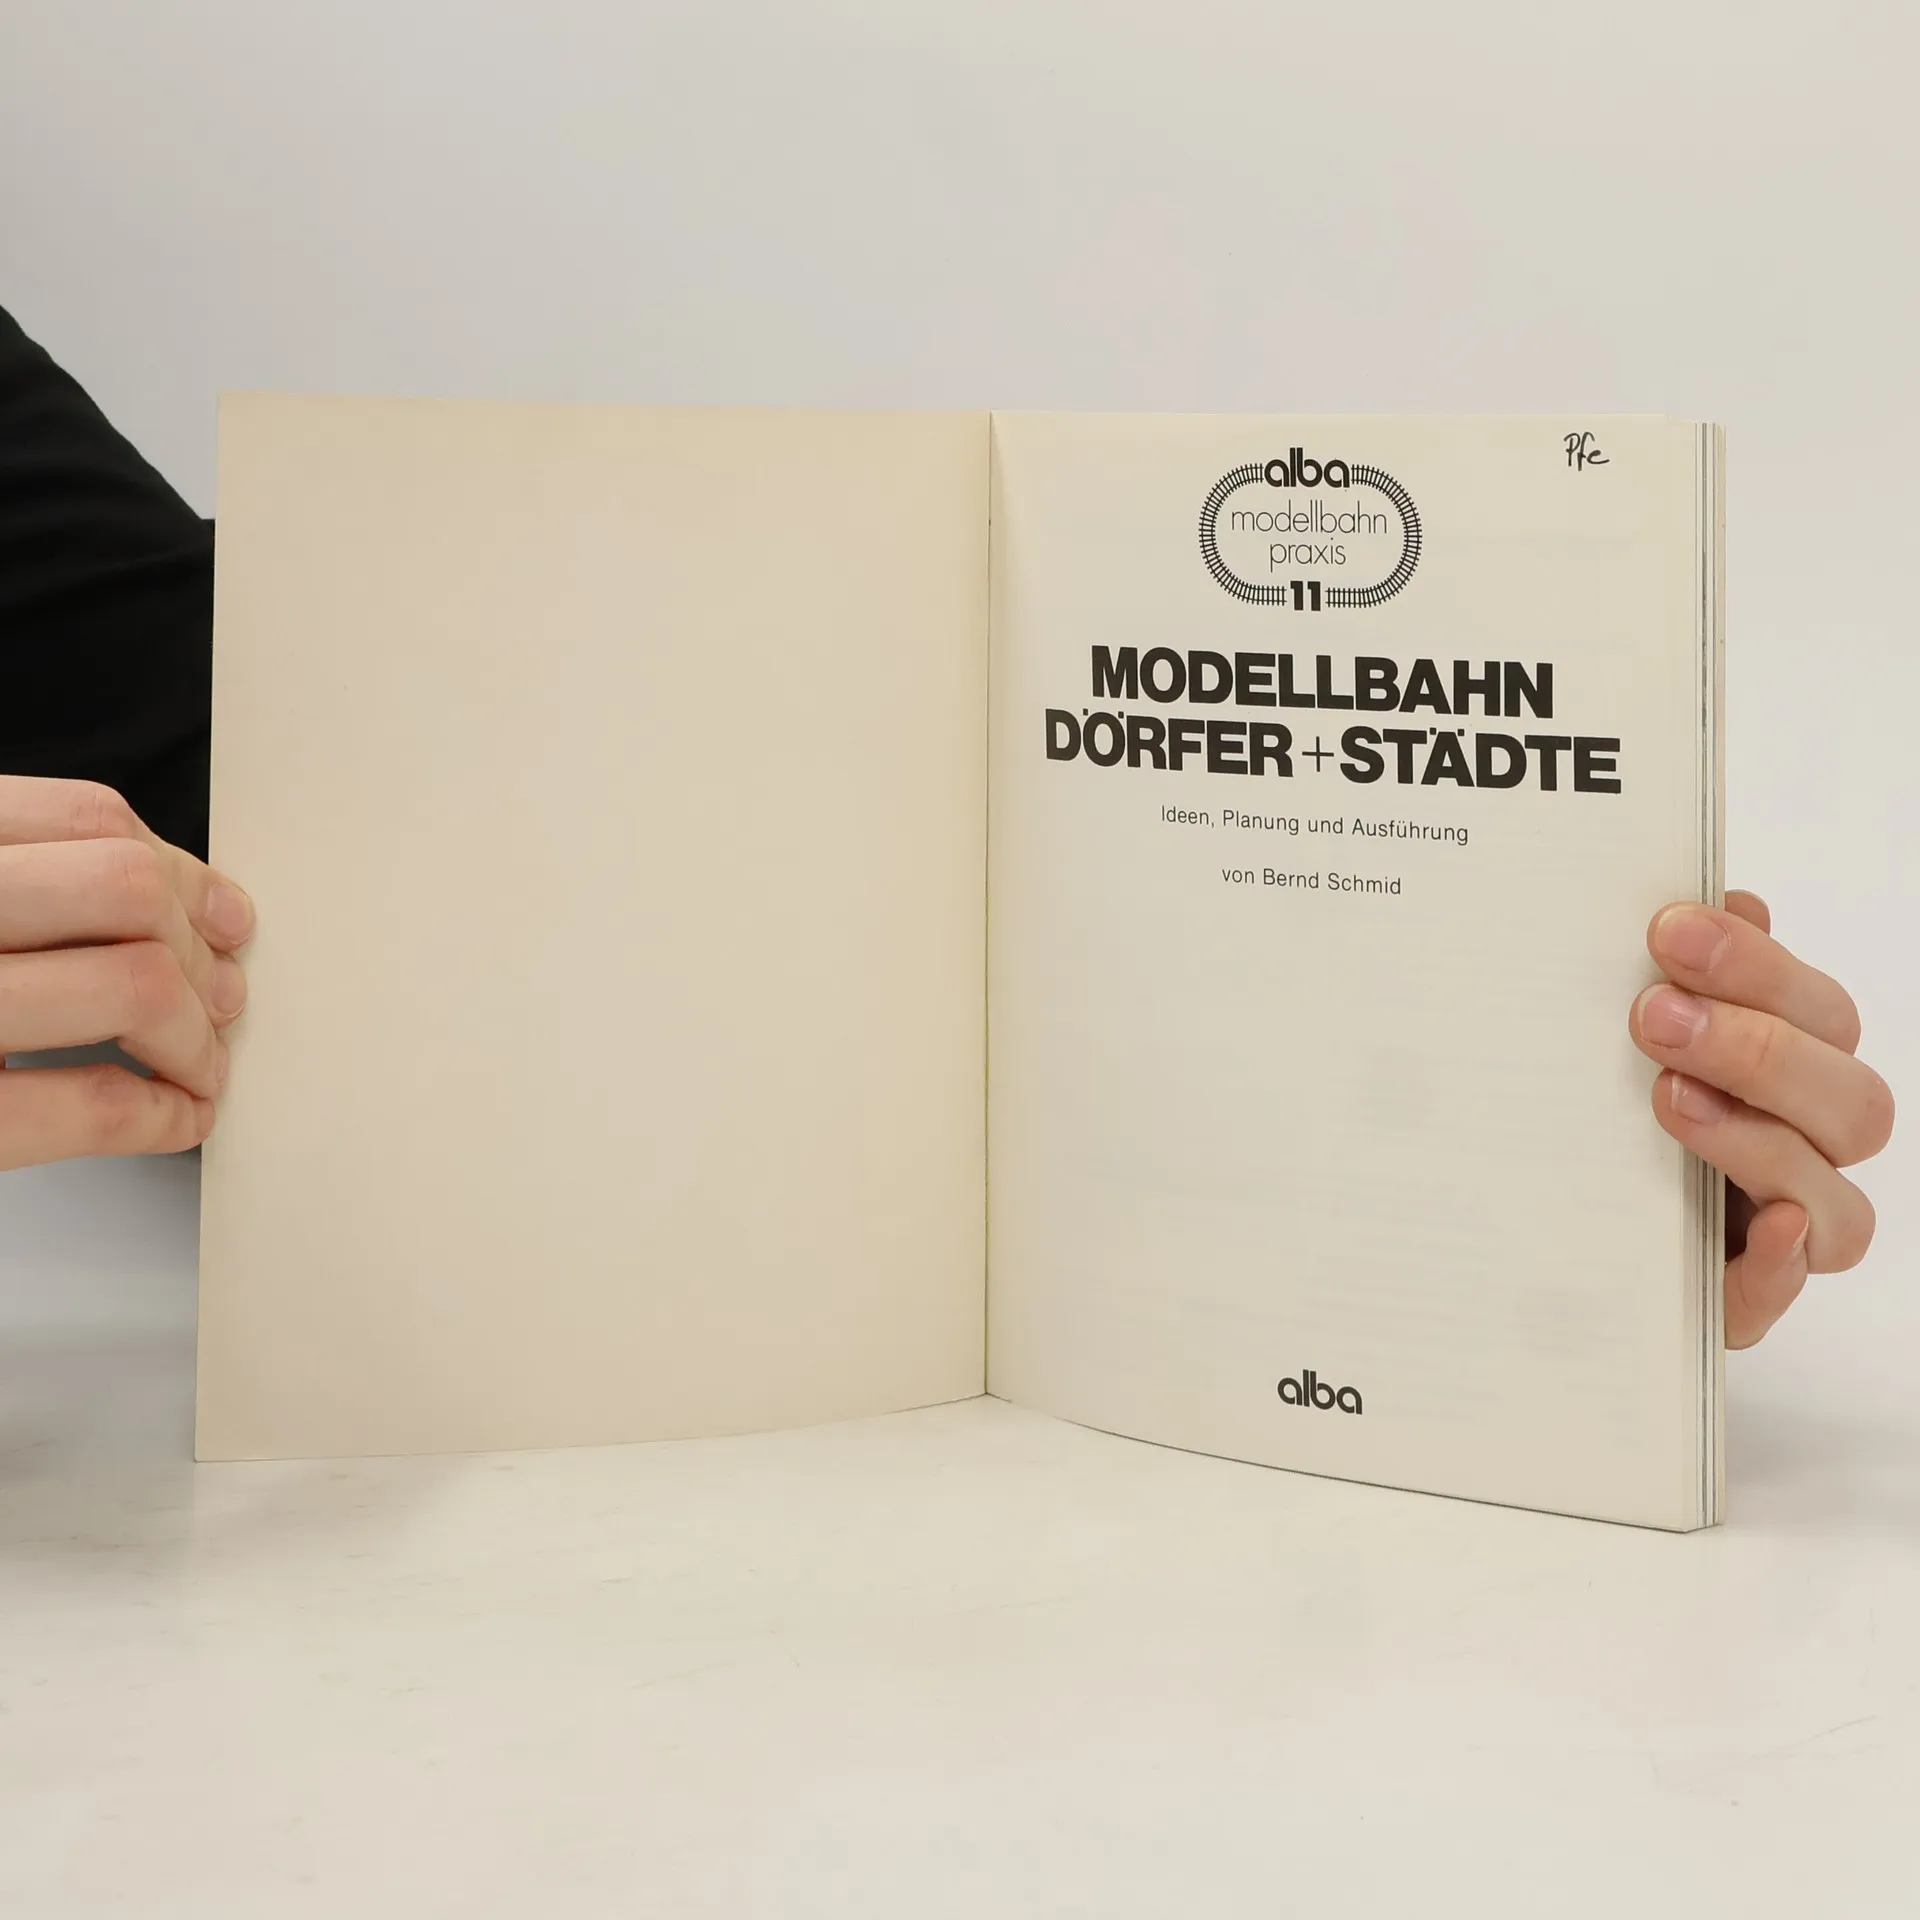 Pfe
alba
modellbahn
praxis
11
MODELLBAHN
DÖRFER+STÄDTE
Ideen, Planung und Ausführung
von Bernd Schmid
alba